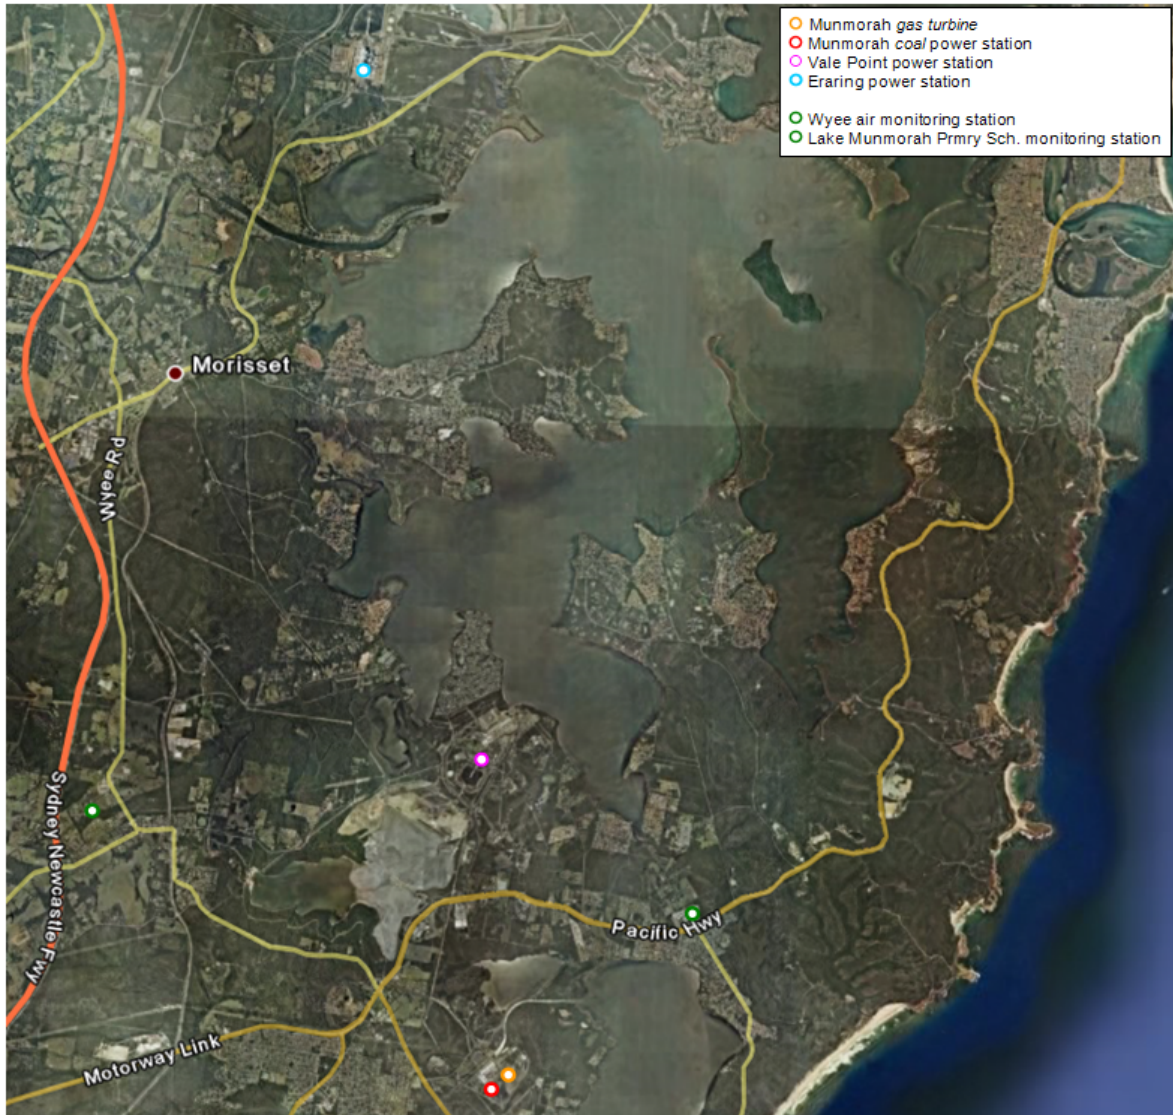 Munmorah gas turbine
Munmorah coal power station
Vale Point power station
Eraring power station
Wyee air monitoring station
Lake Munmorah Prmry Sch. monitoring station
Morisset
Wyee Rd
Sydney Newcastle Fwy
Pacific Hwy
Motorway Link